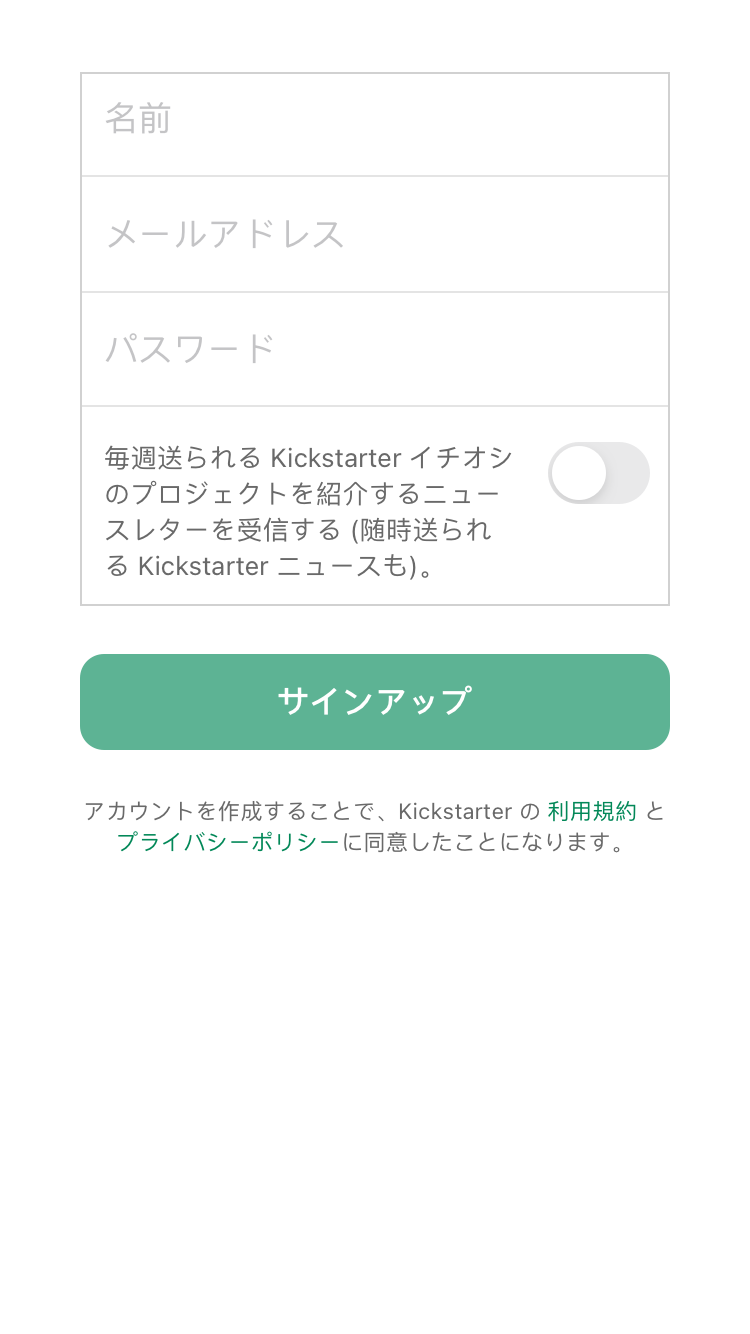 名前
メールアドレス
パスワード
毎週送られる Kickstarter イチオシ
のプロジェクトを紹介するニュー
スレターを受信する (随時送られ
る Kickstarter ニュースも)。
サインアップ
アカウントを作成することで、Kickstarter の 利用規約 と
プライバシーポリシーに同意したことになります。